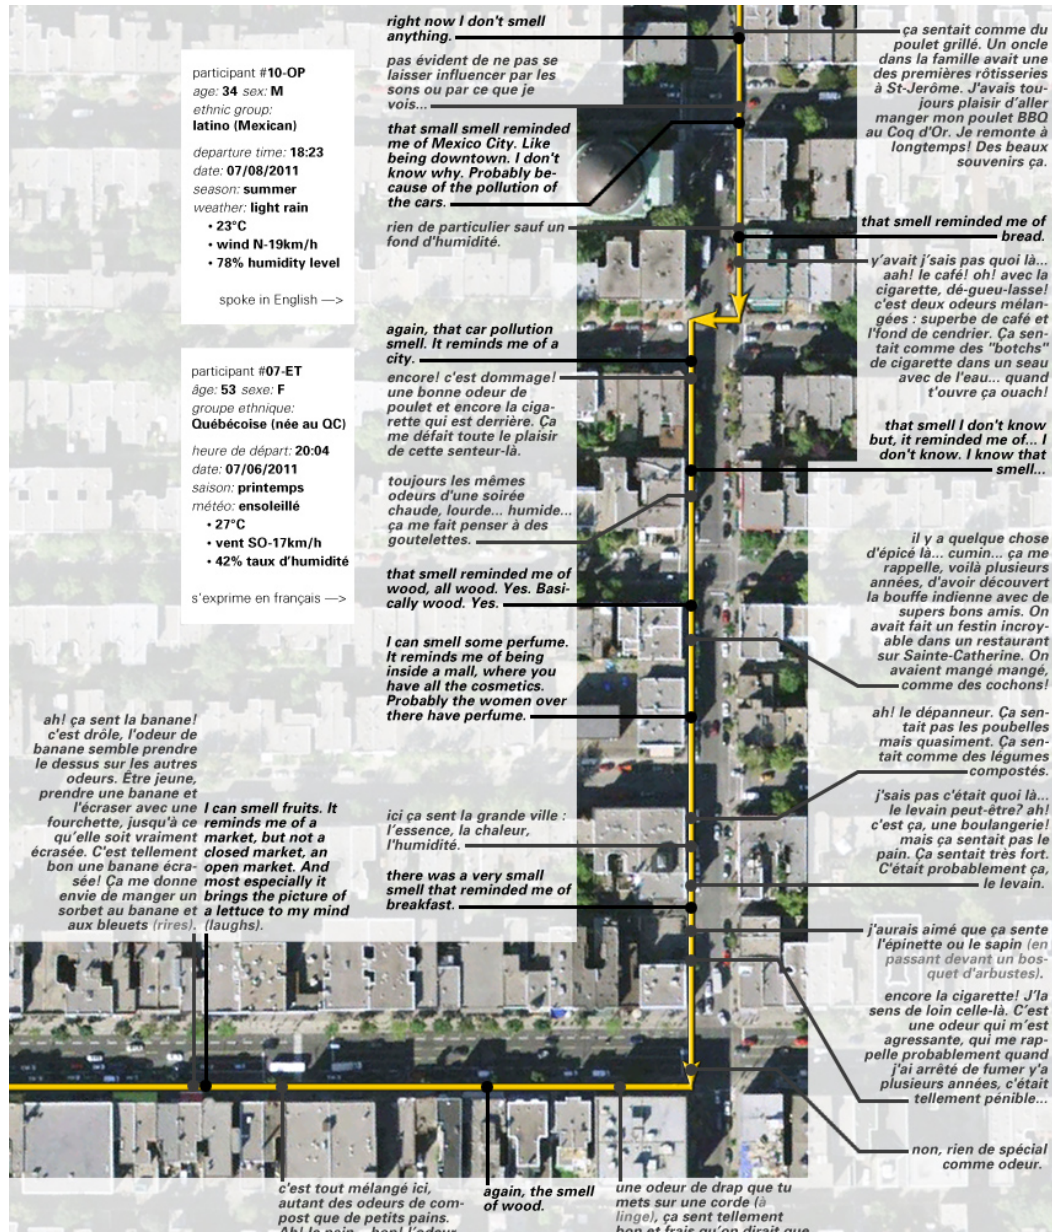 participant #10-OP
age: 34 sex: M
ethnic group:
latino (Mexican)
departure time: 18:23
date: 07/08/2011
season: summer
weather: light rain
• 23°C
• wind N-19km/h
• 78% humidity level
spoke in English —>
participant #07-ET
âge: 53 sexe: F
groupe ethnique:
Québécoise (née au QC)
heure de départ: 20:04
date: 07/06/2011
saison: printemps
météo: ensoleillé
• 27°C
• vent SO-17km/h
• 42% taux d'humidité
s'exprime en français —>
right now I don't smell
anything.
pas évident de ne pas se
laisser influencer par les
sons ou par ce que je
vois...
that small smell reminded
me of Mexico City. Like
being downtown. I don't
know why. Probably be-
cause of the pollution of
the cars.
rien de particulier sauf un
fond d'humidité.
again, that car pollution
smell. It reminds me of a
city.
encore! c'est dommage!
une bonne odeur de
poulet et encore la ciga-
rette qui est derrière. Ça
me défait toute le plaisir
de cette senteur-là.
toujours les mêmes
odeurs d'une soirée
chaude, lourde... humide...
ça me fait penser à des
goutelettes.
that smell reminded me of
wood, all wood. Yes. Basi-
cally wood. Yes.
I can smell some perfume.
It reminds me of being
inside a mall, where you
have all the cosmetics.
Probably the women over
there have perfume.
ici ça sent la grande ville :
l'essence, la chaleur,
l'humidité.
there was a very small
smell that reminded me of
breakfast.
ça sentait comme du
poulet grillé. Un oncle
dans la famille avait une
des premières rôtisseries
à St-Jerôme. J'avais tou-
jours plaisir d'aller
manger mon poulet BBQ
au Coq d'Or. Je remonte à
longtemps! Des beaux
souvenirs ça.
that smell reminded me of
bread.
y'avait j'sais pas quoi là...
aah! le café! oh! avec la
cigarette, dé-gueu-lasse!
c'est deux odeurs mélan-
gées : superbe de café et
l'fond de cendrier. Ça sen-
tait comme des "botchs"
de cigarette dans un seau
avec de l'eau... quand
t'ouvre ça ouach!
that smell I don't know
but, it reminded me of... I
don't know. I know that
smell...
il y a quelque chose
d'épicé là... cumin... ça me
rappelle, voilà plusieurs
années, d'avoir découvert
la bouffe indienne avec de
supers bons amis. On
avait fait un festin incroy-
able dans un restaurant
sur Sainte-Catherine. On
avaient mangé mangé,
comme des cochons!
ah! le dépanneur. Ça sen-
tait pas les poubelles
mais quasiment. Ça sen-
tait comme des légumes
compostés.
j'sais pas c'était quoi là...
le levain peut-être? ah!
c'est ça, une boulangerie!
mais ça sentait pas le
pain. Ça sentait très fort.
C'était probablement ça,
le levain.
j'aurais aimé que ça sente
l'épinette ou le sapin (en
passant devant un bos-
quet d'arbustes).
encore la cigarette! J'la
sens de loin celle-là. C'est
une odeur qui m'est
agressante, qui me rap-
pelle probablement quand
j'ai arrêté de fumer y'a
plusieurs années, c'était
tellement pénible...
non, rien de spécial
comme odeur.
ah! ça sent la banane!
c'est drôle, l'odeur de
banane semble prendre
le dessus sur les autres
odeurs. Être jeune,
prendre une banane et
l'écraser avec une
fourchette, jusqu'à ce
qu'elle soit vraiment
écrasée. C'est tellement
bon une banane écra-
sée! Ça me donne
envie de manger un
sorbet au banane et
aux bleuets (rires).
I can smell fruits. It
reminds me of a
market, but not a
closed market, an
open market. And
most especially it
brings the picture of
a lettuce to my mind
(laughs).
c'est tout mélangé ici,
autant des odeurs de com-
post que de petits pains.
Ah! le pain... bon! l'odeur
again, the smell
of wood.
une odeur de drap que tu
mets sur une corde (à
linge), ça sent tellement
bon et frais qu'on dirait que